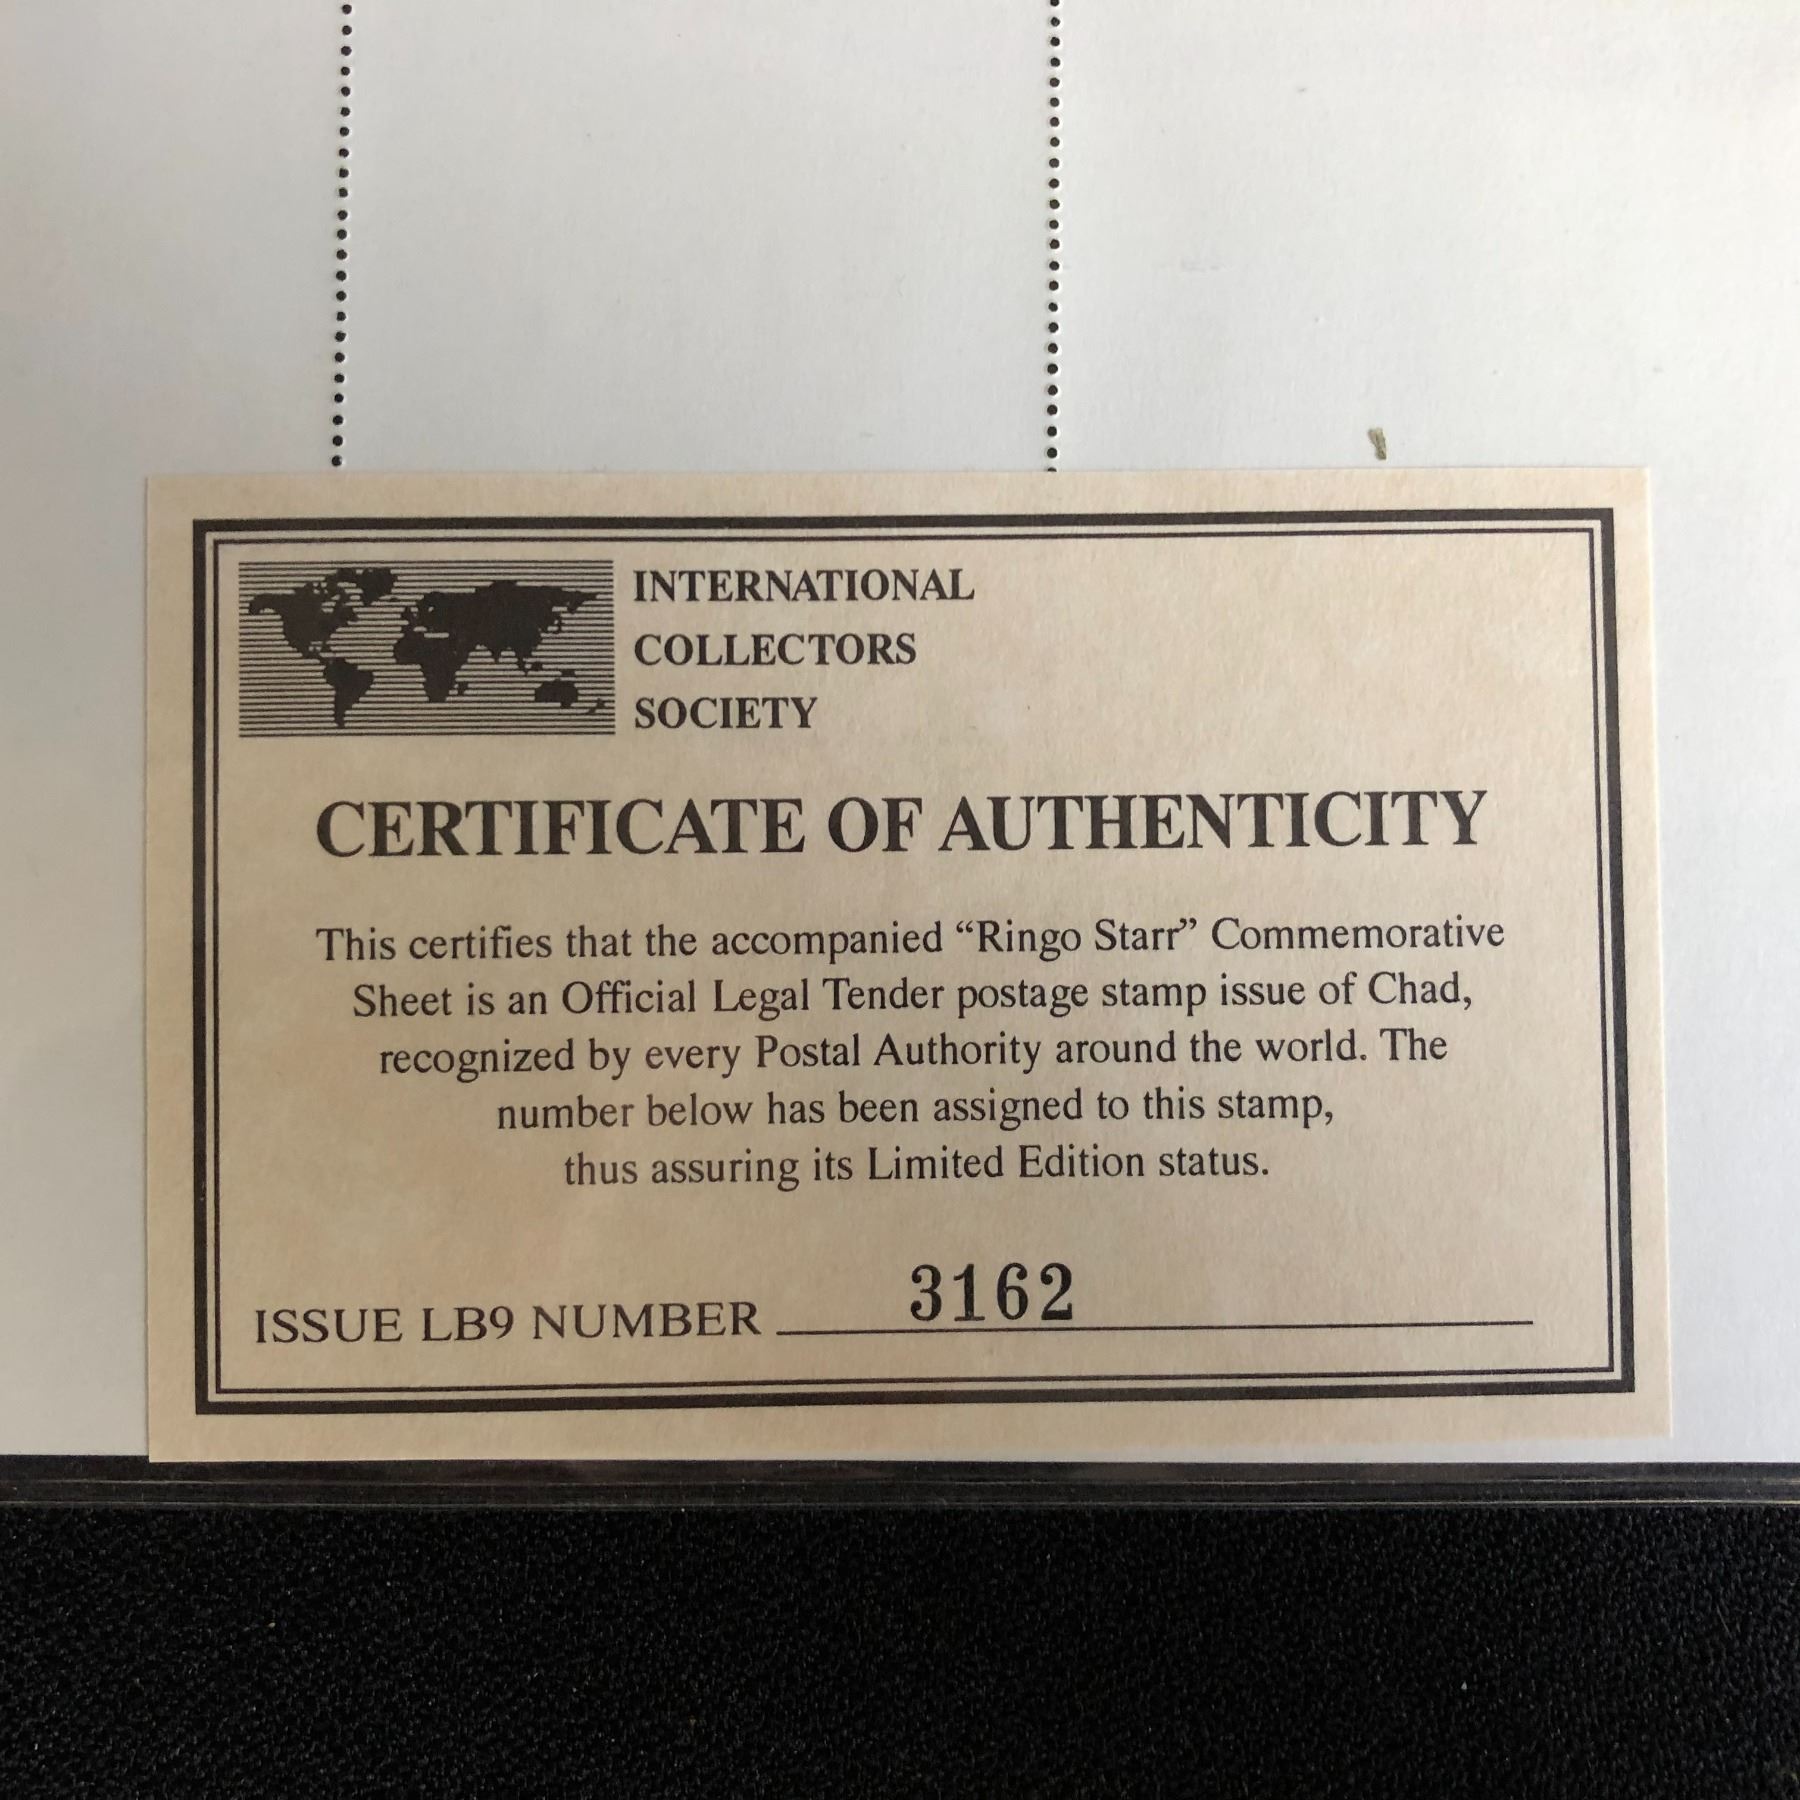 INTERNATIONAL
COLLECTORS
SOCIETY
CERTIFICATE OF AUTHENTICITY
This certifies that the accompanied “Ringo Starr” Commemorative
Sheet is an Official Legal Tender postage stamp issue of Chad,
recognized by every Postal Authority around the world. The
number below has been assigned to this stamp,
thus assuring its Limited Edition status.
ISSUE LB9 NUMBER 3162